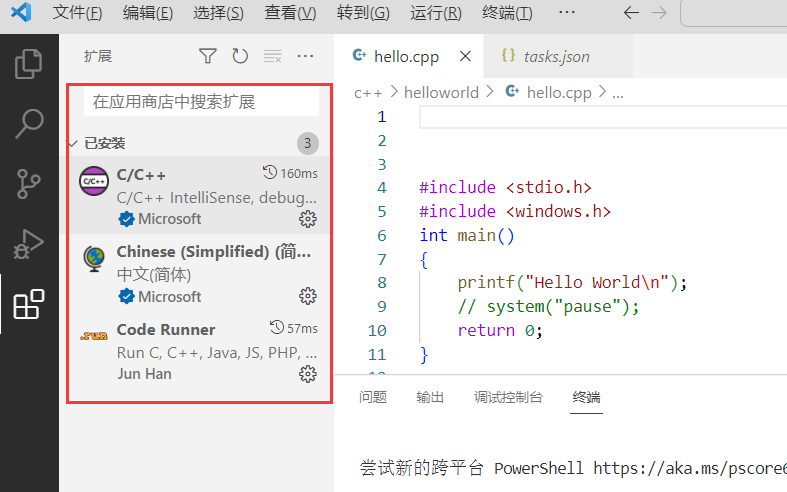 文件(F) 编辑(E) 选择(S) 查看(V) 转到(G) 运行(R) 终端(T) ···
扩展
在应用商店中搜索扩展
已安装 3
C/C++ 160ms
C/C++ IntelliSense, debug...
Microsoft
Chinese (Simplified) (简...
中文(简体)
Microsoft
Code Runner 57ms
.run
Run C, C++, Java, JS, PHP, ...
Jun Han
hello.cpp tasks.json
c++ > helloworld > hello.cpp > ...
1
2
3
4 #include <stdio.h>
5 #include <windows.h>
6 int main()
7 {
8 printf("Hello World\n");
9 // system("pause");
10 return 0;
11 }
问题 输出 调试控制台 终端
尝试新的跨平台 PowerShell https://aka.ms/pscore6